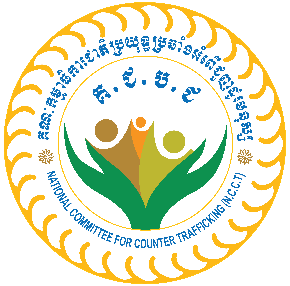 គណៈកម្មាធិការជាតិប្រយុទ្ធប្រឆាំងអំពើជួញដូរមនុស្ស
គ.ជ.ប.ជ
NATIONAL COMMITTEE FOR COUNTER TRAFFICKING (N.C.C.T)